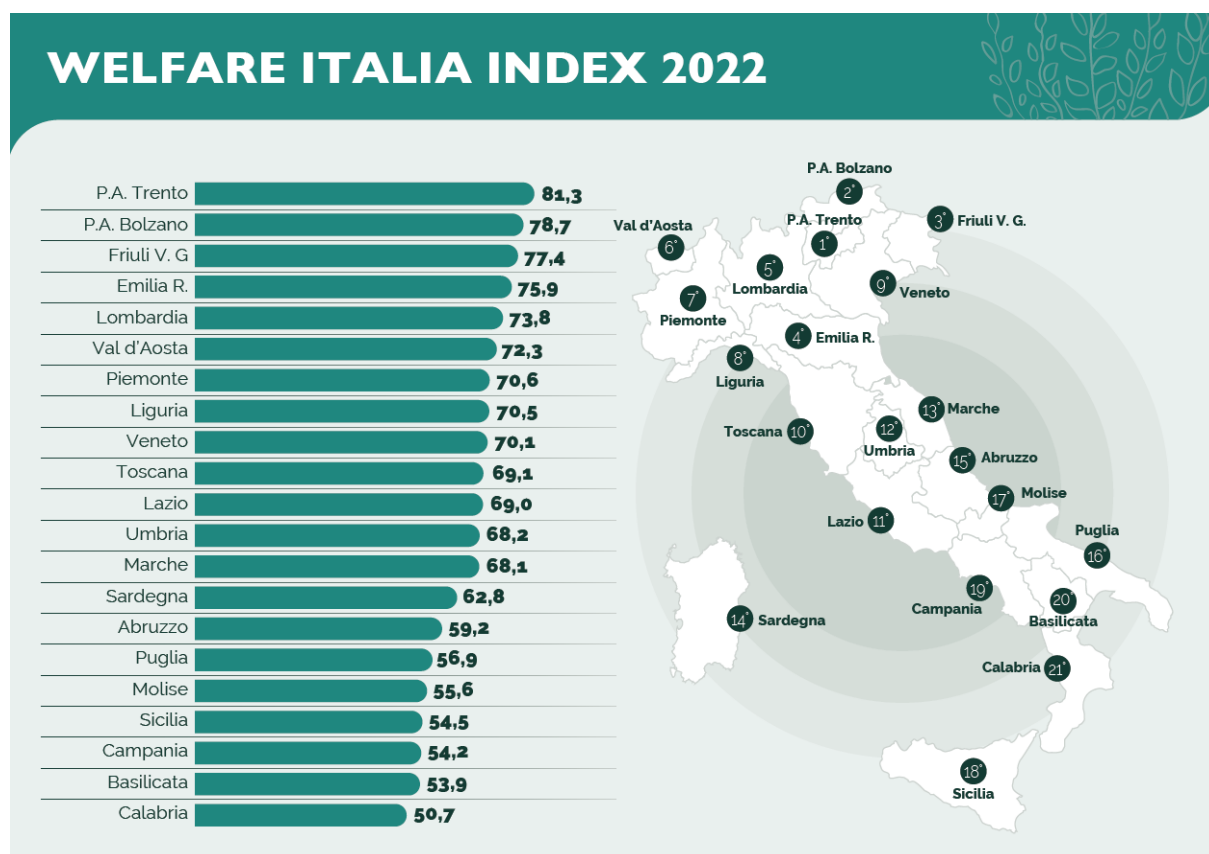 WELFARE ITALIA INDEX 2022
P.A. Trento 81,3
P.A. Bolzano 78,7
Friuli V. G 77,4
Emilia R. 75,9
Lombardia 73,8
Val d'Aosta 72,3
Piemonte 70,6
Liguria 70,5
Veneto 70,1
Toscana 69,1
Lazio 69,0
Umbria 68,2
Marche 68,1
Sardegna 62,8
Abruzzo 59,2
Puglia 56,9
Molise 55,6
Sicilia 54,5
Campania 54,2
Basilicata 53,9
Calabria 50,7
P.A. Bolzano
2°
P.A. Trento
1°
3° Friuli V. G.
Val d'Aosta
6°
5°
Lombardia
9° Veneto
7°
Piemonte
4° Emilia R.
8°
Liguria
13° Marche
Toscana 10°
12°
Umbria
15° Abruzzo
17° Molise
Lazio 11°
Puglia
16°
19°
Campania
20°
Basilicata
14° Sardegna
Calabria 21°
18°
Sicilia